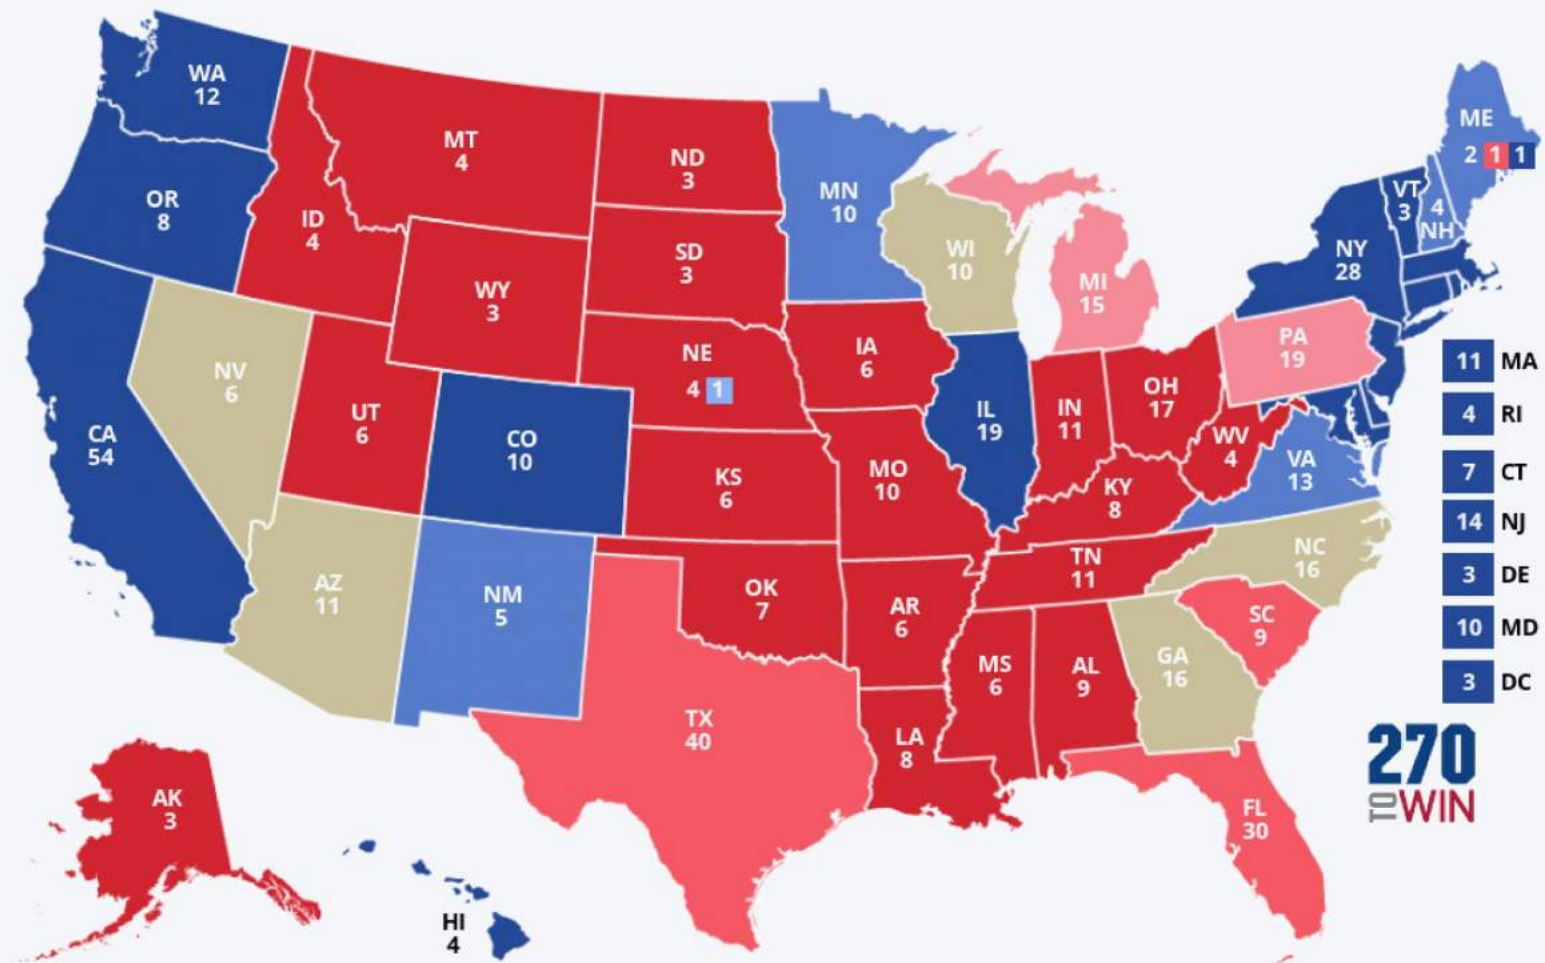 WA
12
OR
8
CA
54
NV
6
ID
4
MT
4
WY
3
UT
6
AZ
11
CO
10
NM
5
ND
3
SD
3
NE
4 1
KS
6
OK
7
TX
40
MN
10
IA
6
MO
10
AR
6
LA
8
WI
10
IL
19
MI
15
IN
11
OH
17
KY
8
TN
11
MS
6
AL
9
GA
16
FL
30
SC
9
NC
16
VA
13
WV
4
PA
19
NY
28
VT
3
4
NH
ME
2 1 1
11 MA
4 RI
7 CT
14 NJ
3 DE
10 MD
3 DC
AK
3
HI
4
270
TO WIN